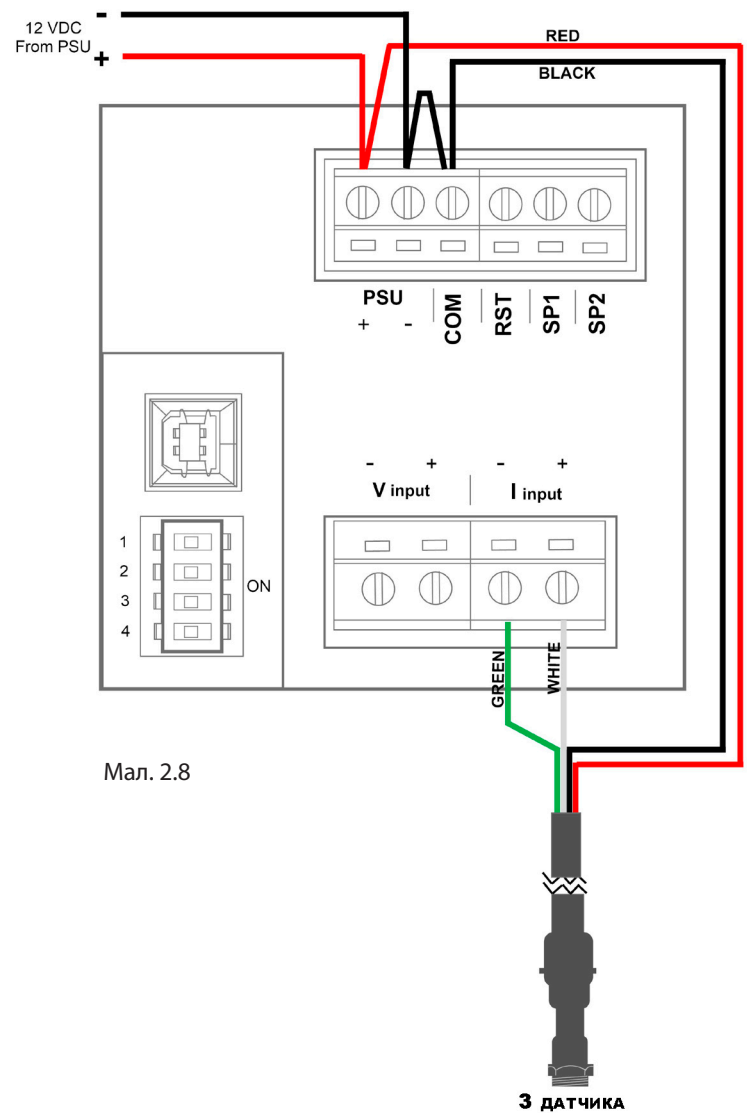 -
12 VDC
From PSU
+
RED
BLACK
PSU
+ -
COM
RST
SP1
SP2
- + - +
V input I input
1
2
3
4
ON
GREEN
WHITE
Мал. 2.8
З ДАТЧИКА